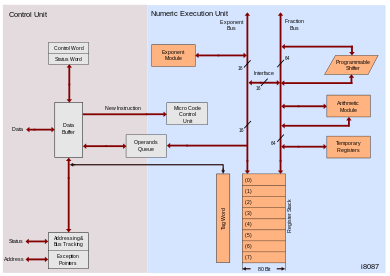 Control Unit
Numeric Execution Unit
Exponent
Bus
Fraction
Bus
Control Word
Status Word
Exponent
Module
16
64
Programmable
Shifter
Interface
16
New Instruction
Micro Code
Control
Unit
Arithmetic
Module
Data
Data
Buffer
16
64
Operands
Queue
Temporary
Registers
Tag Word
(0)
(1)
(2)
(3)
(4)
(5)
(6)
(7)
Register Stack
Status
Address
Addressing &
Bus Tracking
Exception
Pointers
80 Bit
i8087